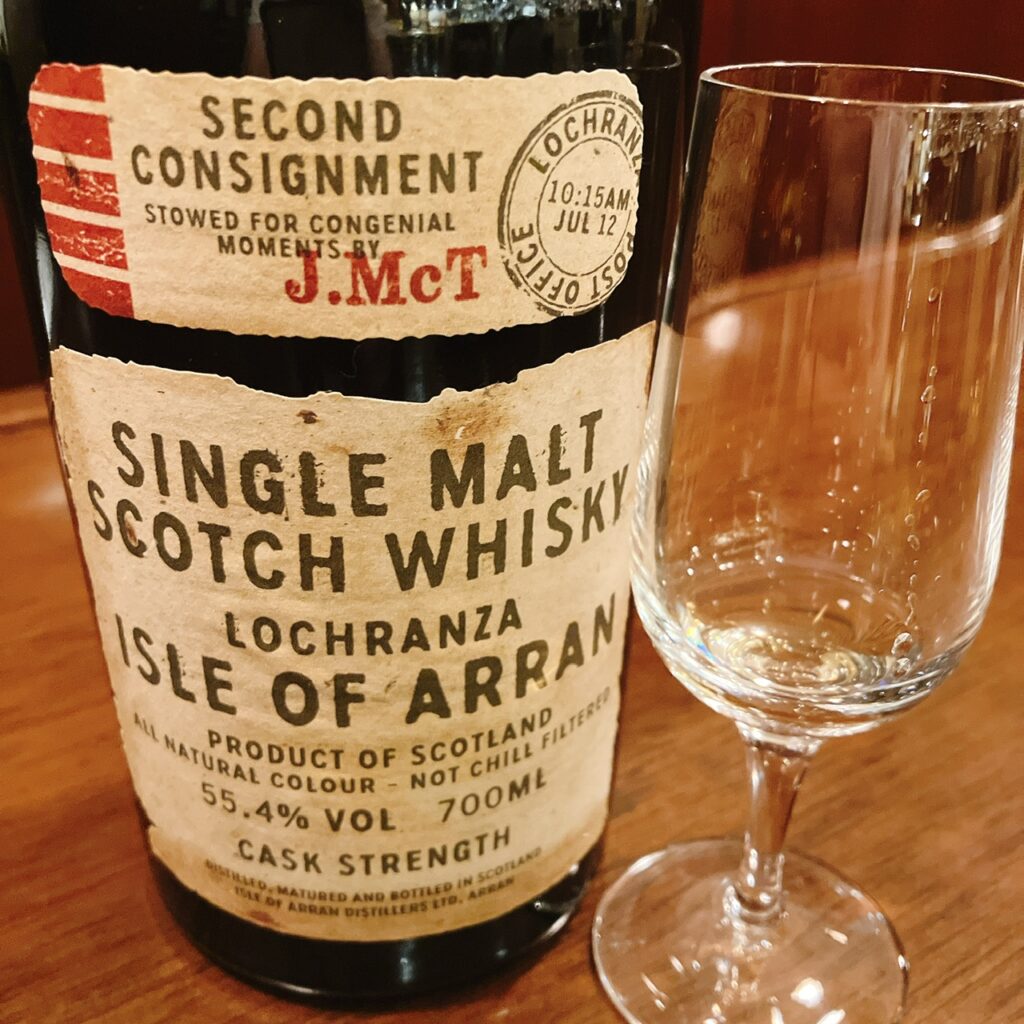 SECOND
CONSIGNMENT
STOWED FOR CONGENIAL
MOMENTS BY
J.McT
LOCHRANZA POST OFFICE
10:15AM
JUL 12
SINGLE MALT
SCOTCH WHISKY
LOCHRANZA
ISLE OF ARRAN
PRODUCT OF SCOTLAND
ALL NATURAL COLOUR - NOT CHILL FILTERED
55.4% VOL 700ML
CASK STRENGTH
DISTILLED, MATURED AND BOTTLED IN SCOTLAND
ISLE OF ARRAN DISTILLERS LTD, ARRAN